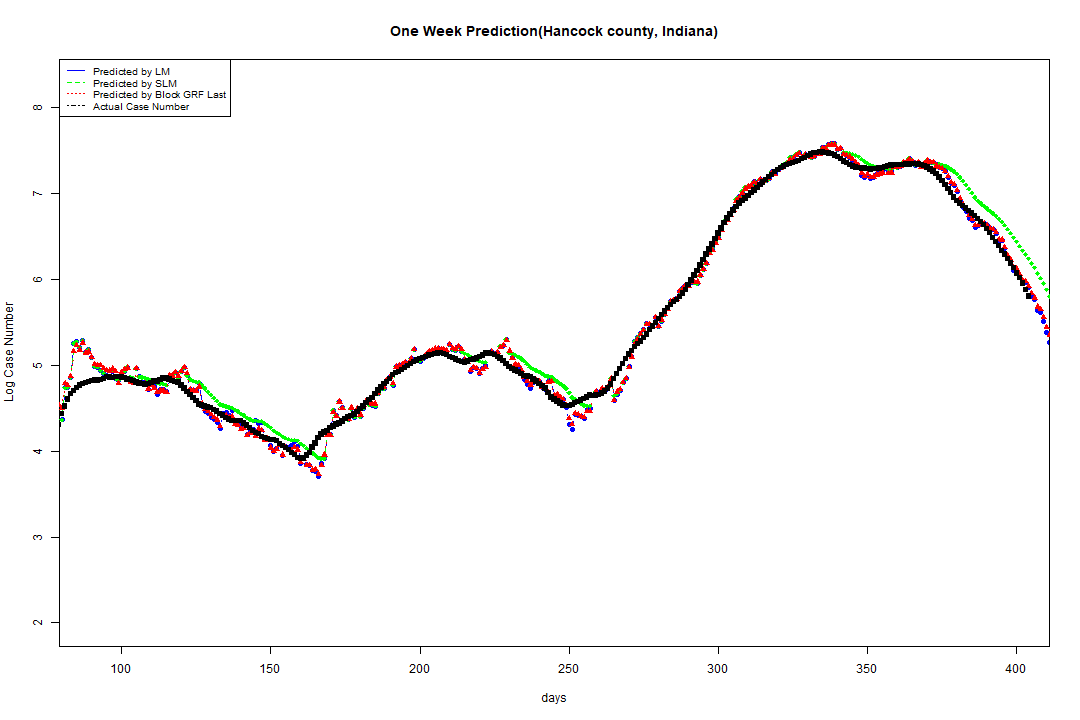 One Week Prediction(Hancock county, Indiana)
Predicted by LM
Predicted by SLM
Predicted by Block GRF Last
Actual Case Number
8
7
6
5
4
3
2
Log Case Number
100 150 200 250 300 350 400
days